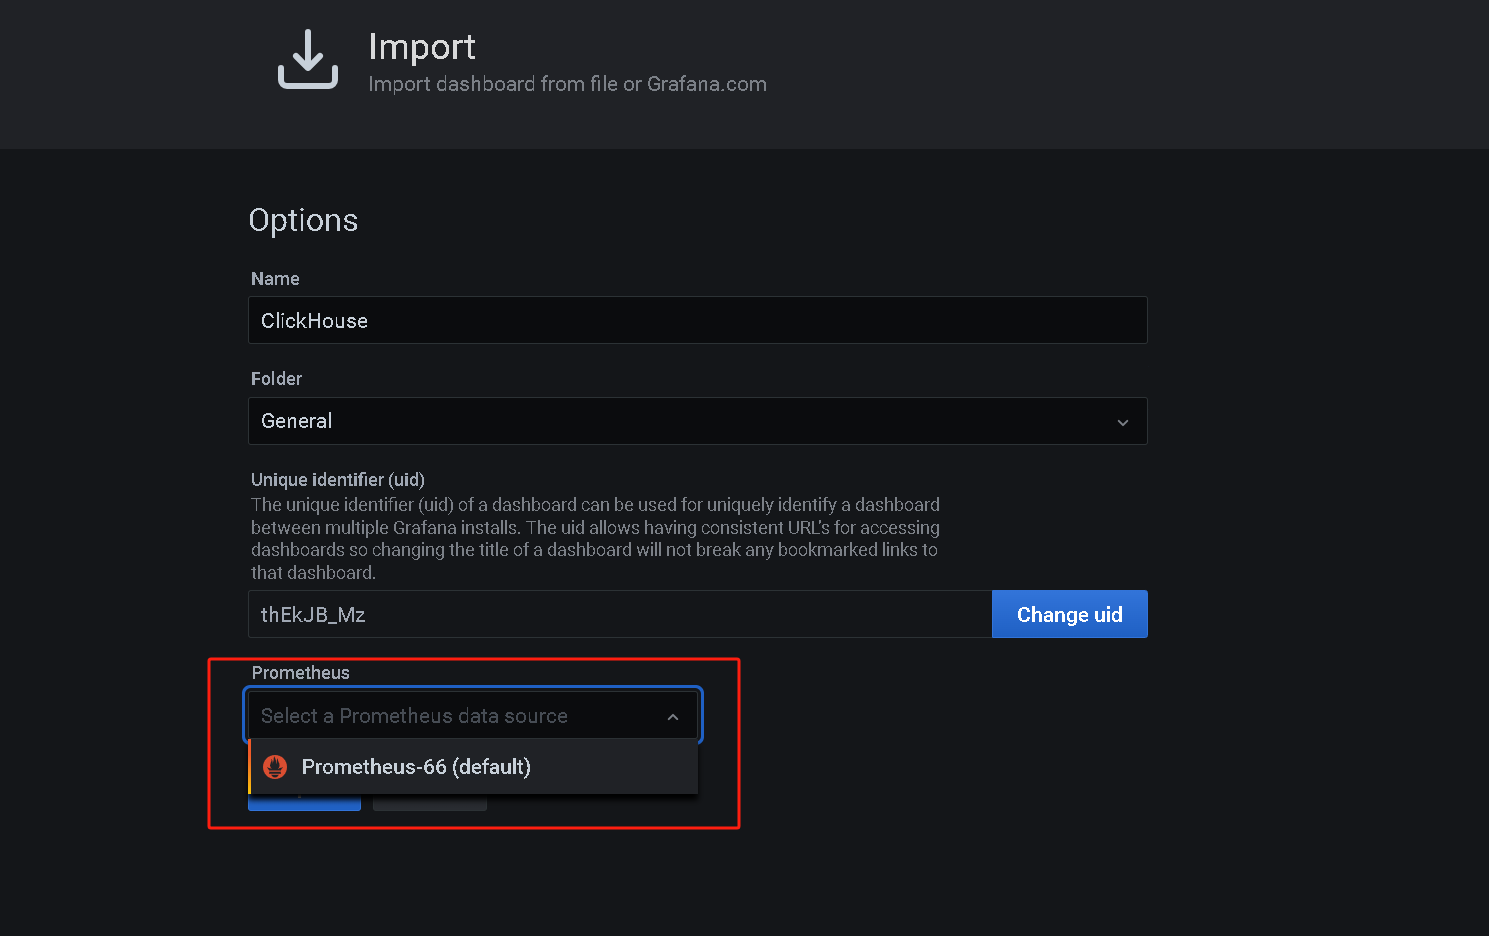 Import
Import dashboard from file or Grafana.com
Options
Name
ClickHouse
Folder
General
Unique identifier (uid)
The unique identifier (uid) of a dashboard can be used for uniquely identify a dashboard
between multiple Grafana installs. The uid allows having consistent URL's for accessing
dashboards so changing the title of a dashboard will not break any bookmarked links to
that dashboard.
thEkJB_Mz
Change uid
Prometheus
Select a Prometheus data source
Prometheus-66 (default)